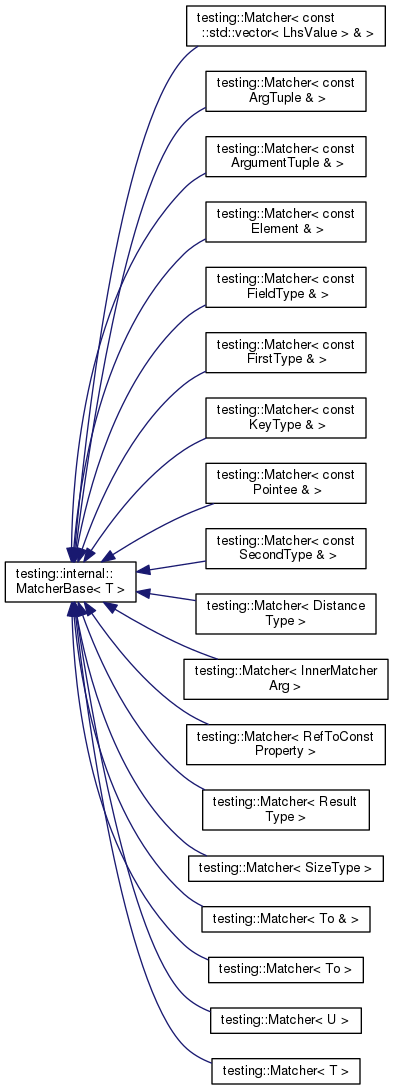 testing::Matcher< const
::std::vector< LhsValue > & >
testing::Matcher< const
ArgTuple & >
testing::Matcher< const
ArgumentTuple & >
testing::Matcher< const
Element & >
testing::Matcher< const
FieldType & >
testing::Matcher< const
FirstType & >
testing::Matcher< const
KeyType & >
testing::Matcher< const
Pointee & >
testing::Matcher< const
SecondType & >
testing::internal::
MatcherBase< T >
testing::Matcher< Distance
Type >
testing::Matcher< InnerMatcher
Arg >
testing::Matcher< RefToConst
Property >
testing::Matcher< Result
Type >
testing::Matcher< SizeType >
testing::Matcher< To & >
testing::Matcher< To >
testing::Matcher< U >
testing::Matcher< T >